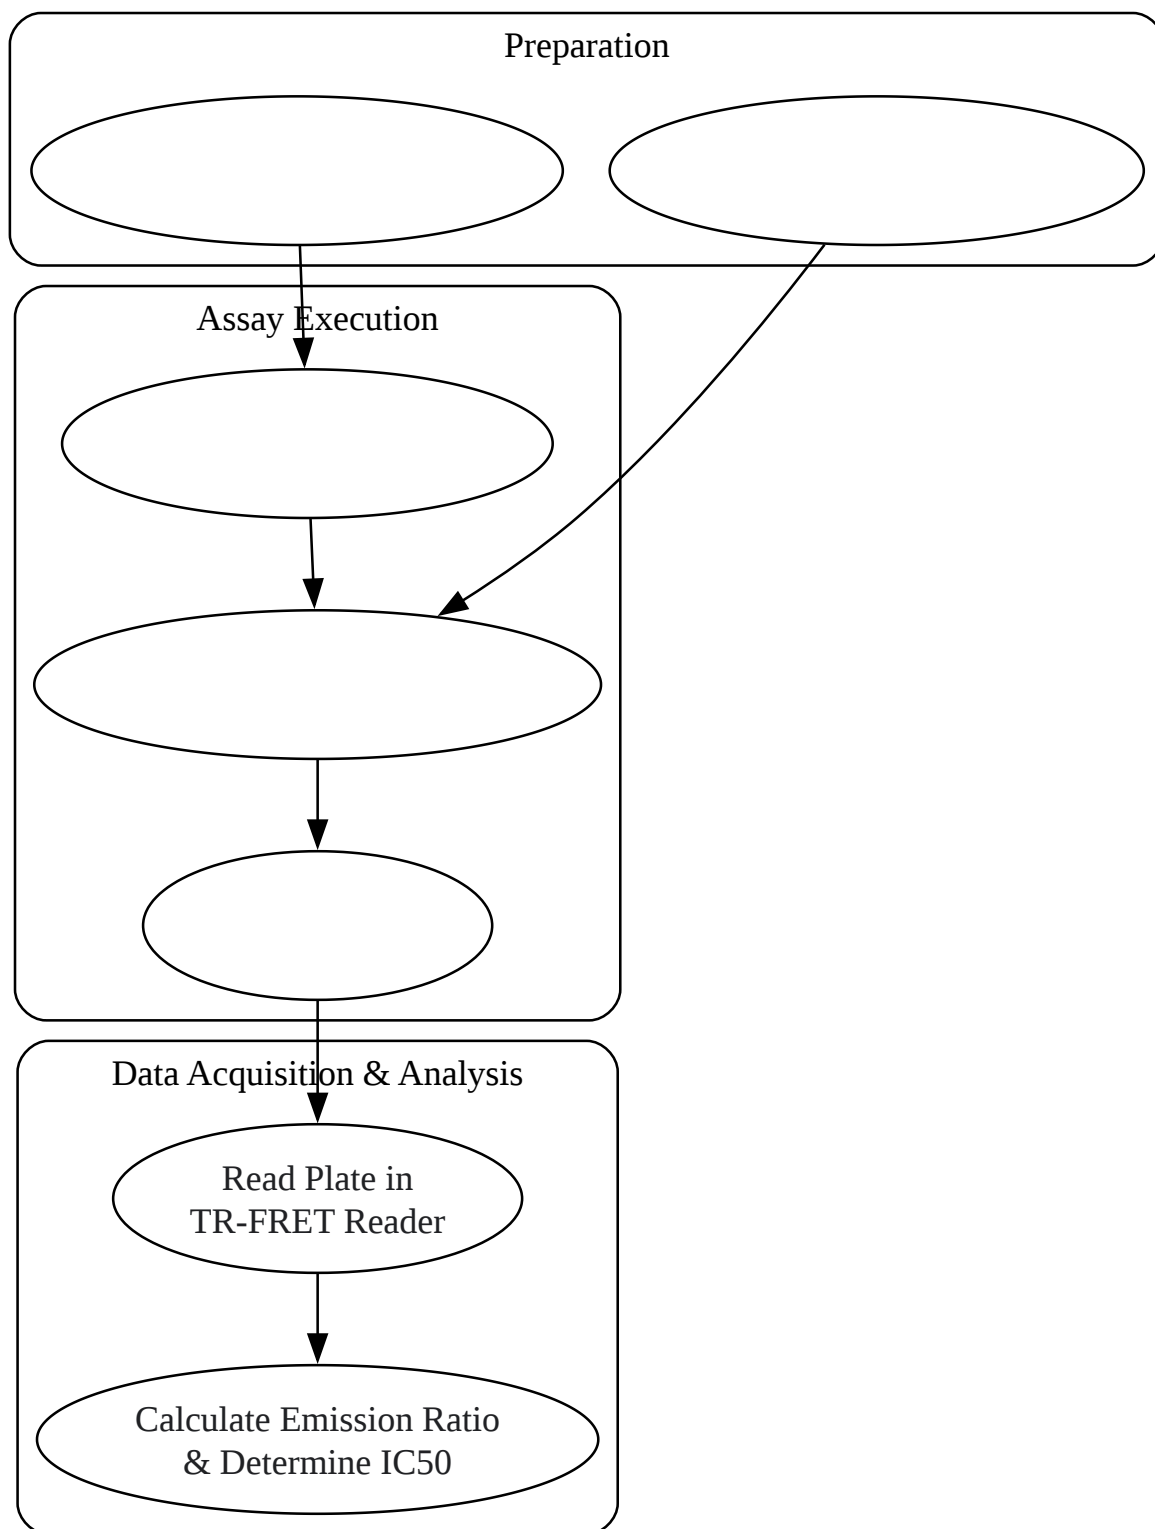 Preparation
Assay Execution
Data Acquisition & Analysis
Read Plate in
TR-FRET Reader
Calculate Emission Ratio
& Determine IC50